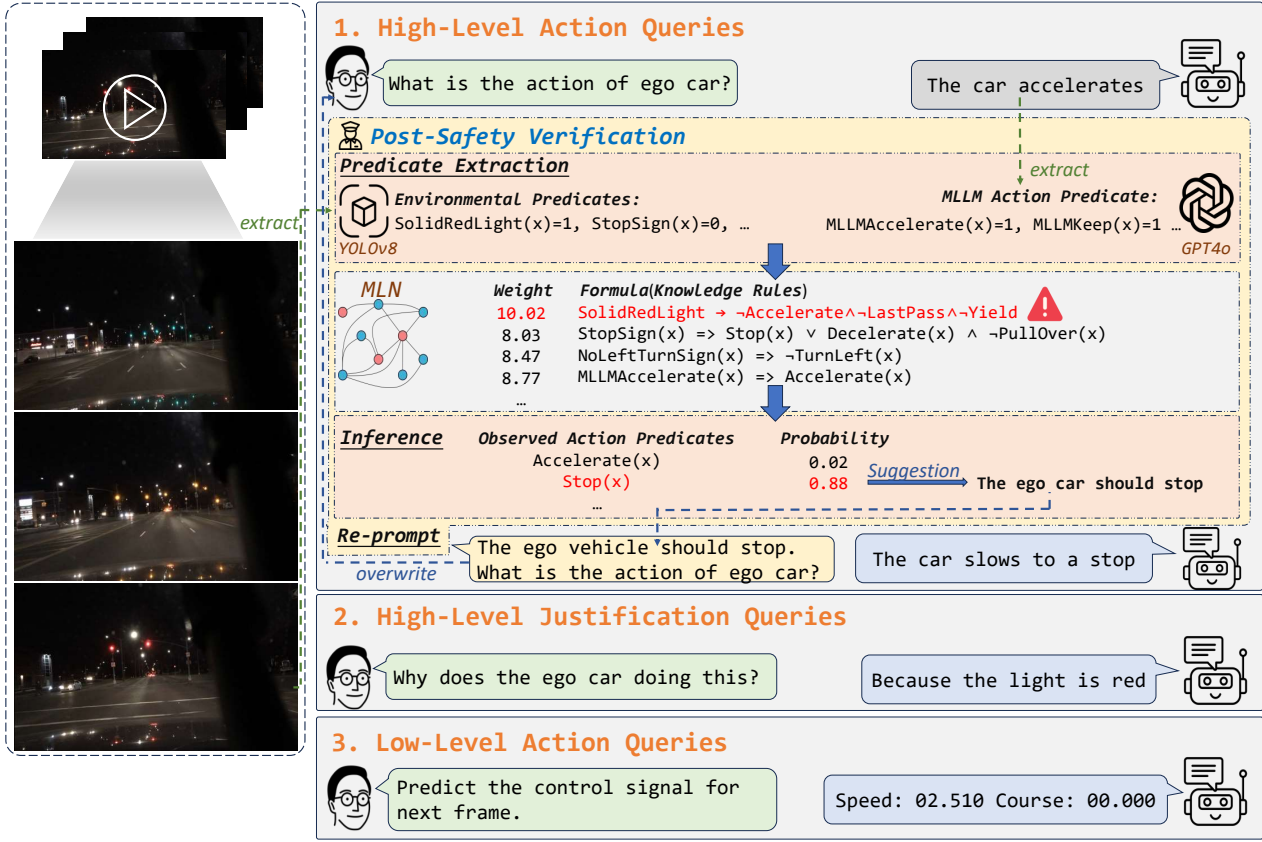 1. High-Level Action Queries
What is the action of ego car?
The car accelerates
Post-Safety Verification
Predicate Extraction
extract
extract
Environmental Predicates:
SolidRedLight(x)=1, StopSign(x)=0, …
YOLOv8
MLLM Action Predicate:
MLLMAccelerate(x)=1, MLLMKeep(x)=1 …
GPT4o
MLN
Weight Formula(Knowledge Rules)
10.02 SolidRedLight → ¬Accelerate∧¬LastPass∧¬Yield
8.03 StopSign(x) => Stop(x) ∨ Decelerate(x) ∧ ¬PullOver(x)
8.47 NoLeftTurnSign(x) => ¬TurnLeft(x)
8.77 MLLMAccelerate(x) => Accelerate(x)
…
Inference Observed Action Predicates Probability
Accelerate(x) 0.02
Stop(x) 0.88 Suggestion The ego car should stop
…
Re-prompt
overwrite
The ego vehicle should stop.
What is the action of ego car?
The car slows to a stop
2. High-Level Justification Queries
Why does the ego car doing this?
Because the light is red
3. Low-Level Action Queries
Predict the control signal for
next frame.
Speed: 02.510 Course: 00.000